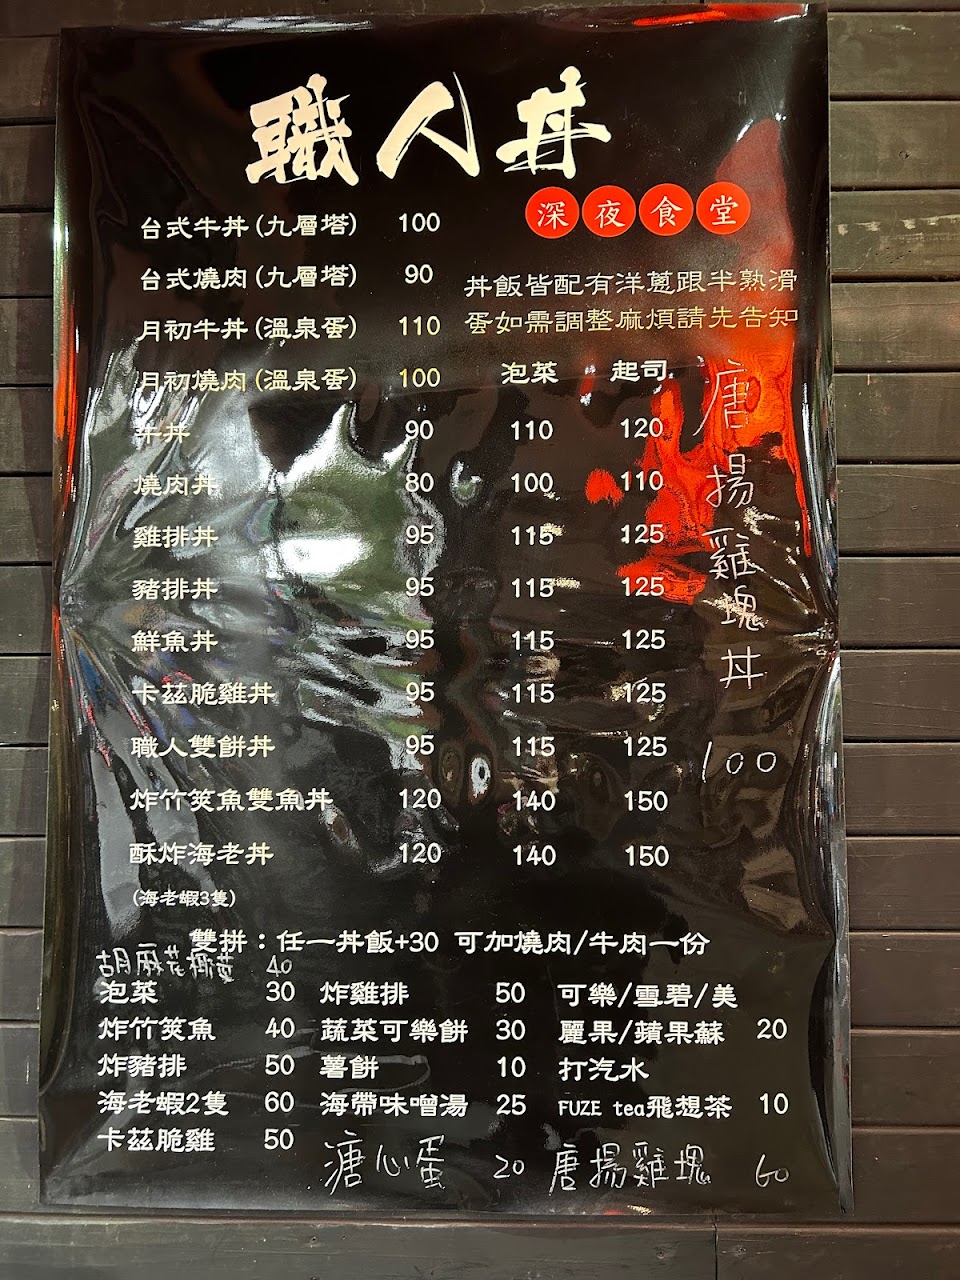 職人丼
深夜食堂
台式牛丼(九層塔) 100
台式燒肉(九層塔) 90
丼飯皆配有洋蔥跟半熟滑
蛋如需調整麻煩請先告知
月初牛丼(溫泉蛋) 110
月初燒肉(溫泉蛋) 100
泡菜 起司
牛丼 90 110 120
燒肉丼 80 100 110
雞排丼 95 115 125
豬排丼 95 115 125
鮮魚丼 95 115 125
卡茲脆雞丼 95 115 125
職人雙餅丼 95 115 125
炸竹筴魚雙魚丼 120 140 150
酥炸海老丼 120 140 150
(海老蝦3隻)
唐揚雞塊丼 100
雙拼：任一丼飯+30 可加燒肉/牛肉一份
胡麻花椰菜 40
泡菜 30 炸雞排 50 可樂/雪碧/美
炸竹筴魚 40 蔬菜可樂餅 30 麗果/蘋果蘇 20
炸豬排 50 薯餅 10 打汽水
海老蝦2隻 60 海帶味噌湯 25 FUZE tea飛想茶 10
卡茲脆雞 50 溏心蛋 20 唐揚雞塊 60